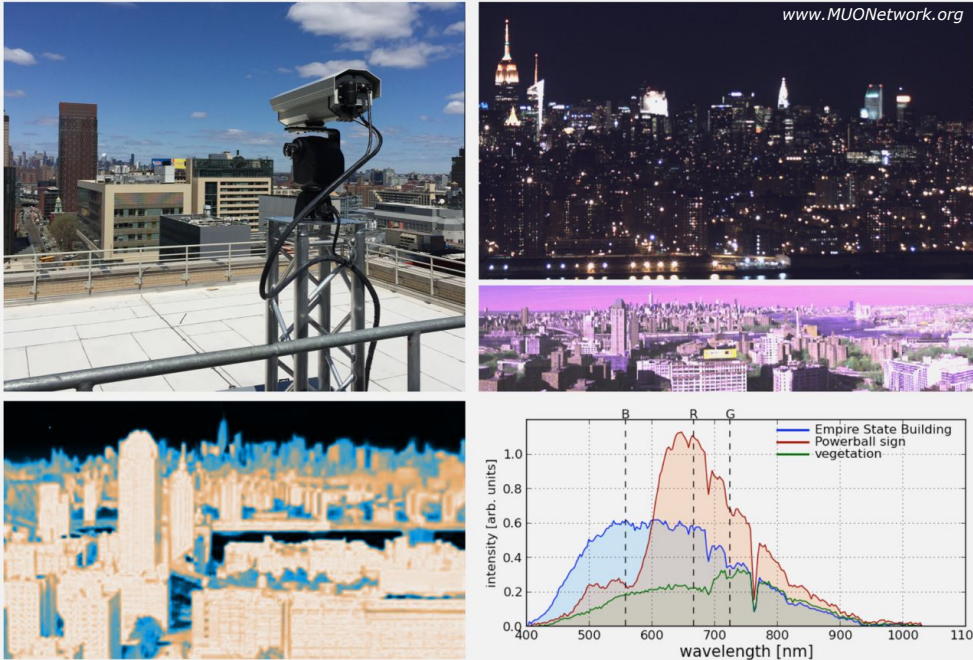 www.MUONetwork.org
B R G
Empire State Building
Powerball sign
vegetation
intensity [arb. units]
1.0
0.8
0.6
0.4
0.2
0.0
400 500 600 700 800 900 1000 110
wavelength [nm]